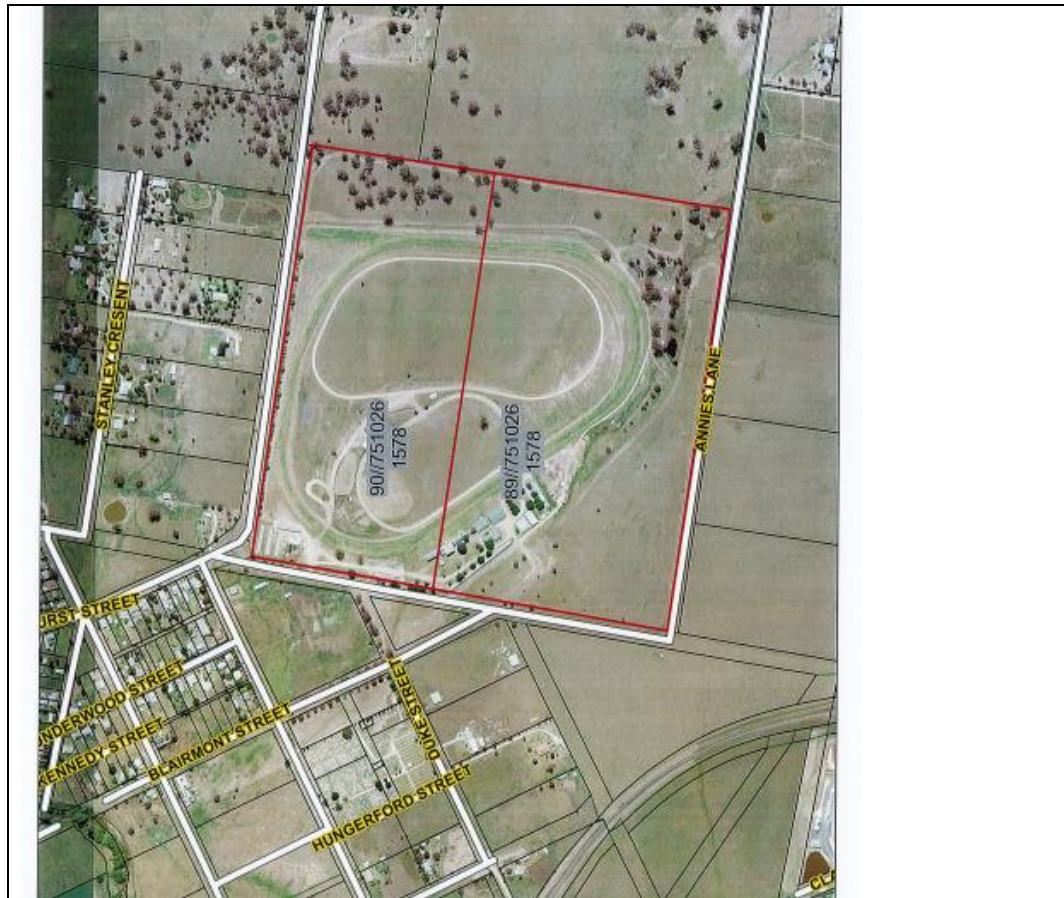 STANLEY CRESENT
ANNIES LANE
90//751026
1578
89//751026
1578
URST STREET
NDERWOOD STREET
KENNEDY STREET
BLAIRMONT STREET
DUKE STREET
HUNGERFORD STREET
CLA